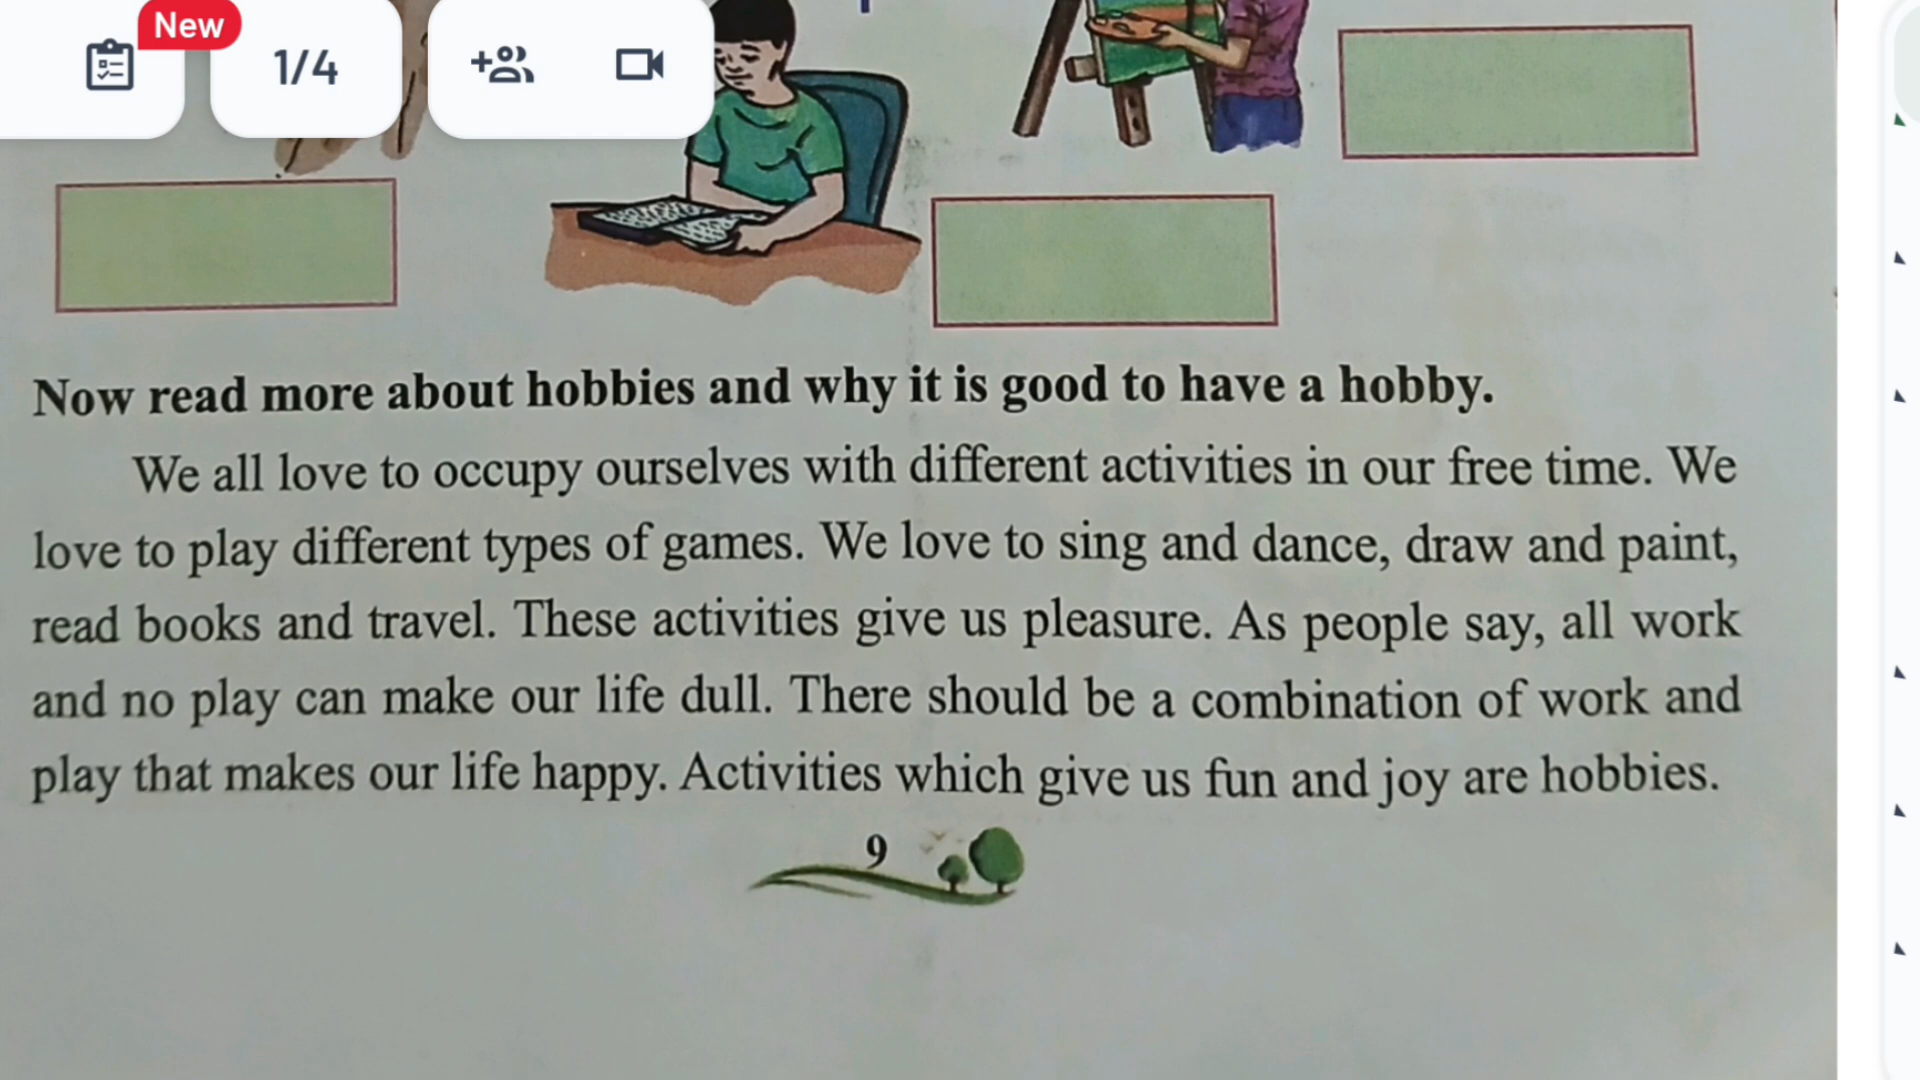 New
1/4
Now read more about hobbies and why it is good to have a hobby.
We all love to occupy ourselves with different activities in our free time. We
love to play different types of games. We love to sing and dance, draw and paint,
read books and travel. These activities give us pleasure. As people say, all work
and no play can make our life dull. There should be a combination of work and
play that makes our life happy. Activities which give us fun and joy are hobbies.
9